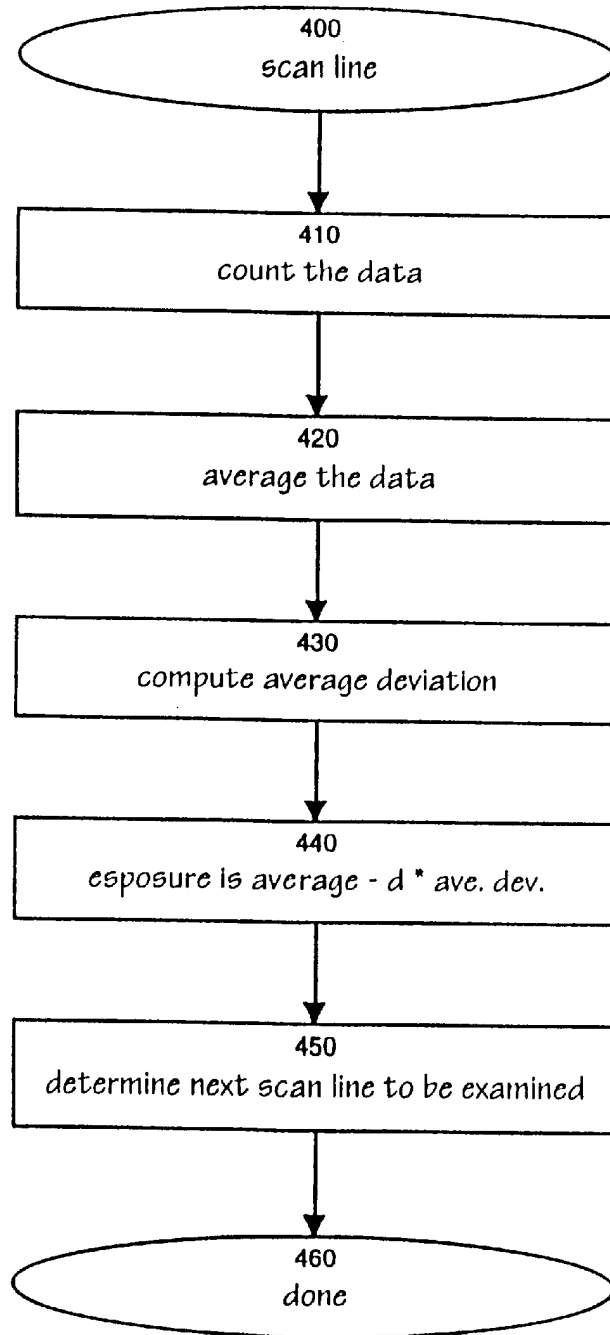 400
scan line
410
count the data
420
average the data
430
compute average deviation
440
esposure is average - d * ave. dev.
450
determine next scan line to be examined
460
done